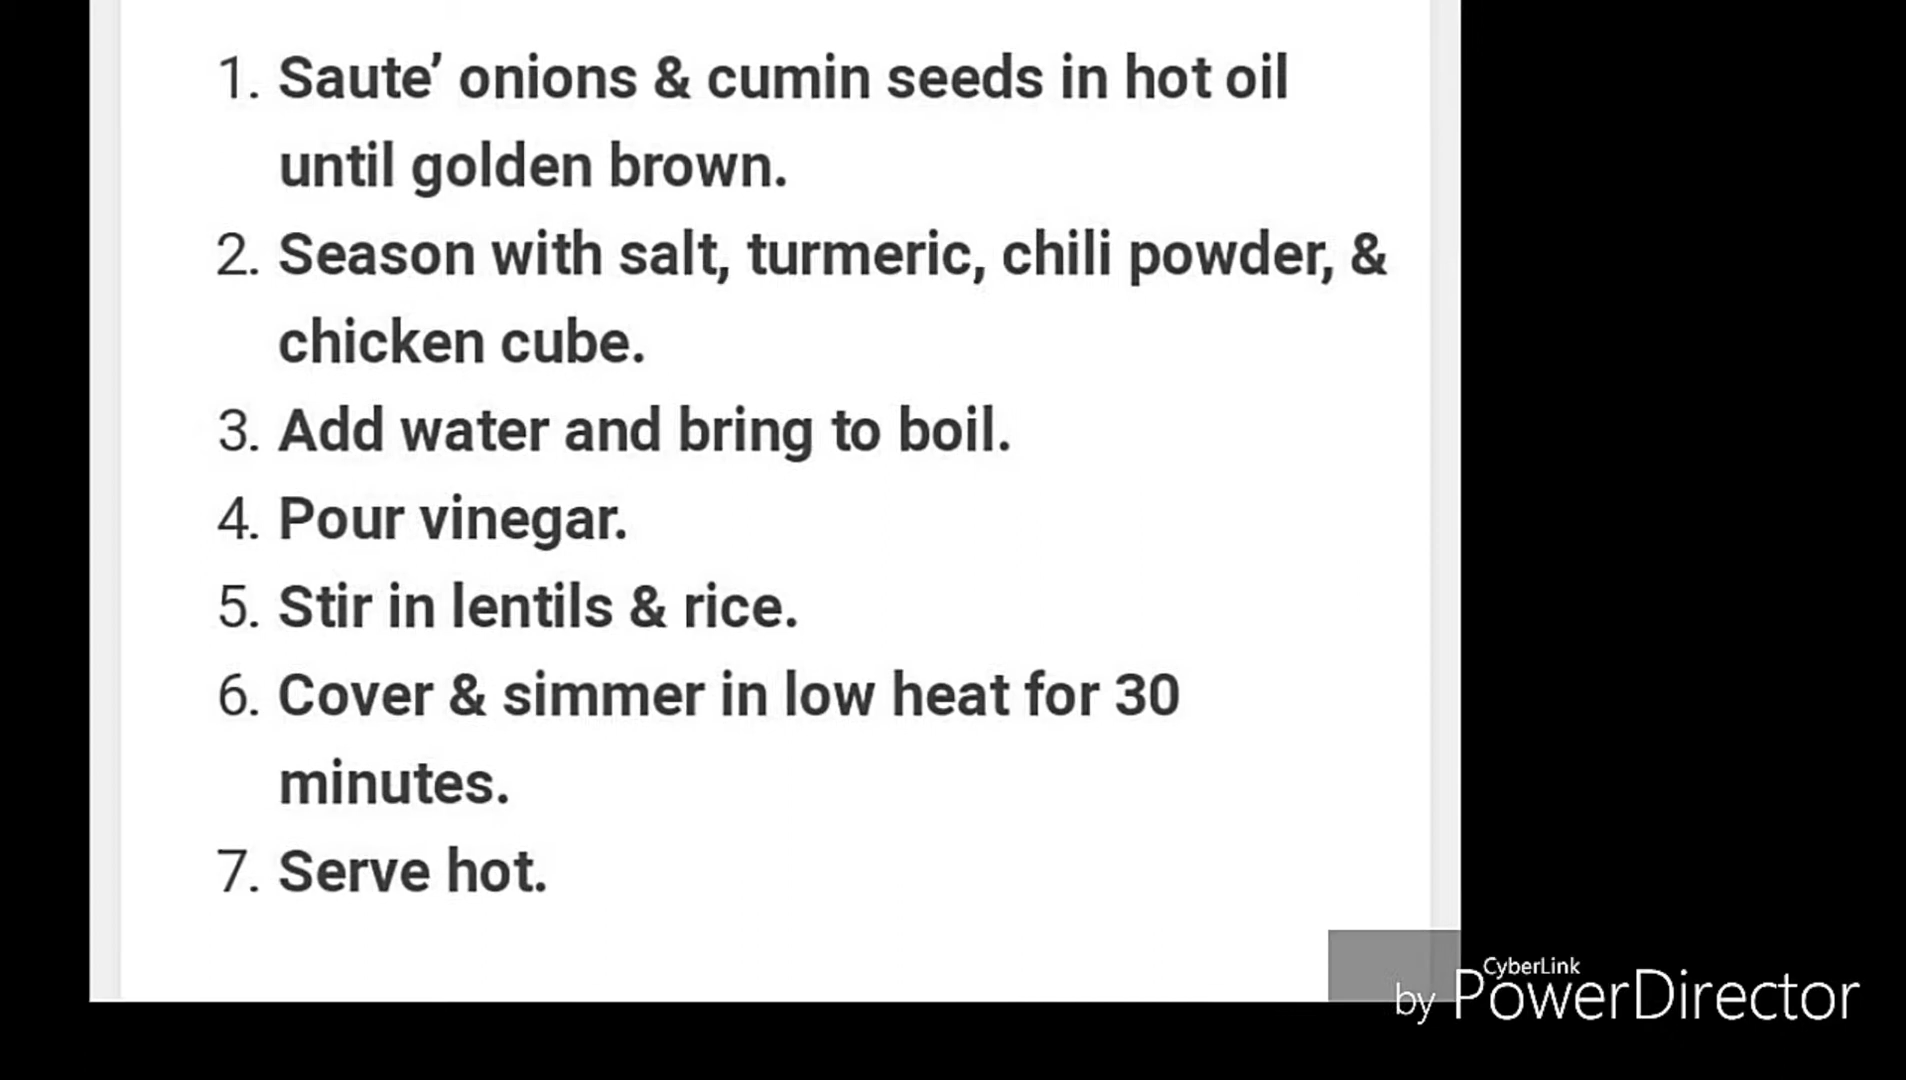 1. Saute’ onions & cumin seeds in hot oil
until golden brown.
2. Season with salt, turmeric, chili powder, &
chicken cube.
3. Add water and bring to boil.
4. Pour vinegar.
5. Stir in lentils & rice.
6. Cover & simmer in low heat for 30
minutes.
7. Serve hot.
CyberLink
by PowerDirector